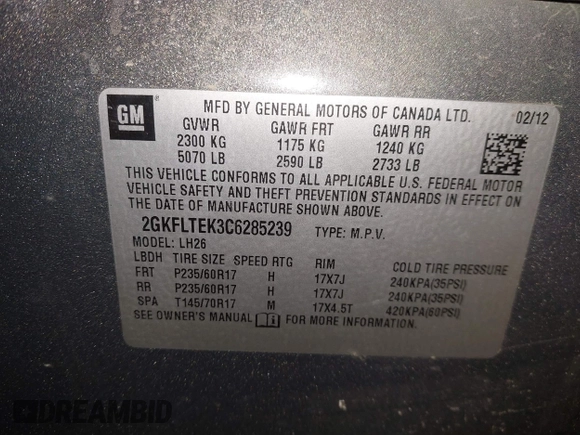 GM ®
MFD BY GENERAL MOTORS OF CANADA LTD. 02/12
GVWR GAWR FRT GAWR RR
2300 KG 1175 KG 1240 KG
5070 LB 2590 LB 2733 LB
THIS VEHICLE CONFORMS TO ALL APPLICABLE U.S. FEDERAL MOTOR
VEHICLE SAFETY AND THEFT PREVENTION STANDARDS IN EFFECT ON
THE DATE OF MANUFACTURE SHOWN ABOVE.
2GKFLTEK3C6285239 TYPE: M.P.V.
MODEL: LH26
LBDH TIRE SIZE SPEED RTG RIM COLD TIRE PRESSURE
FRT P235/60R17 H 17X7J 240KPA(35PSI)
RR P235/60R17 H 17X7J 240KPA(35PSI)
SPA T145/70R17 M 17X4.5T 420KPA(60PSI)
SEE OWNER'S MANUAL i FOR MORE INFORMATION.
DREAMBID